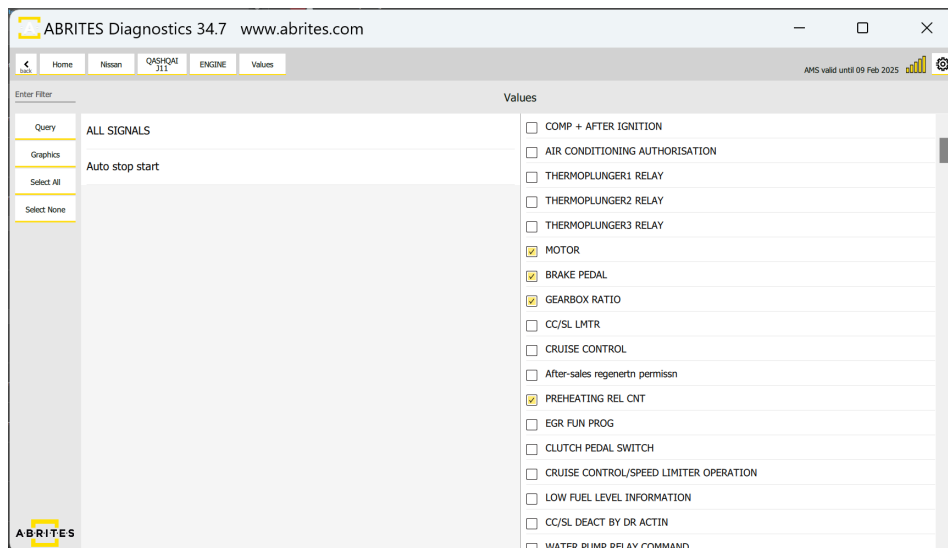 ABRITES Diagnostics 34.7   www.abrites.com
back
Home
Nissan
QASHQAI
J11
ENGINE
Values
AMS valid until 09 Feb 2025
Enter Filter
Values
Query
Graphics
Select All
Select None
ALL SIGNALS
Auto stop start
COMP + AFTER IGNITION
AIR CONDITIONING AUTHORISATION
THERMOPLUNGER1 RELAY
THERMOPLUNGER2 RELAY
THERMOPLUNGER3 RELAY
MOTOR
BRAKE PEDAL
GEARBOX RATIO
CC/SL LMTR
CRUISE CONTROL
After-sales regenertn permissn
PREHEATING REL CNT
EGR FUN PROG
CLUTCH PEDAL SWITCH
CRUISE CONTROL/SPEED LIMITER OPERATION
LOW FUEL LEVEL INFORMATION
CC/SL DEACT BY DR ACTIN
WATER PUMP RELAY COMMAND
ABRITES